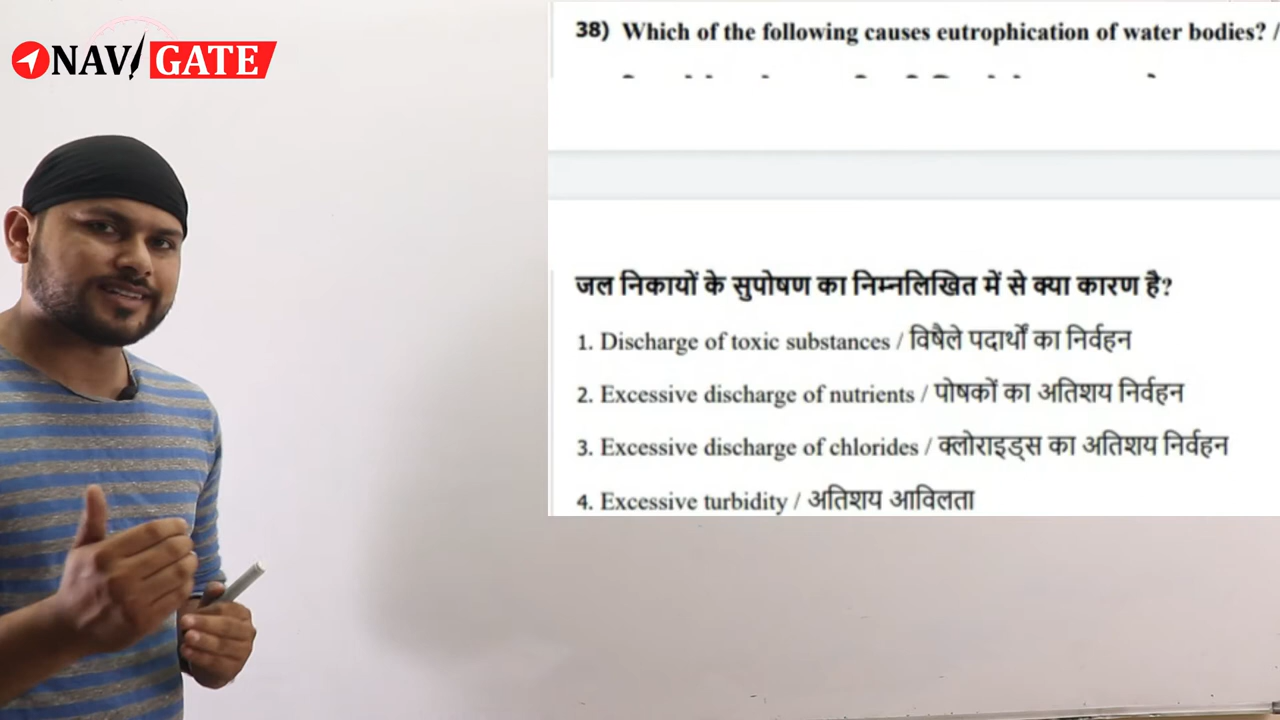 NAVIGATE
38) Which of the following causes eutrophication of water bodies? /
जल निकायों के सुपोषण का निम्नलिखित में से क्या कारण है?
1. Discharge of toxic substances / विषैले पदार्थों का निर्वहन
2. Excessive discharge of nutrients / पोषकों का अतिशय निर्वहन
3. Excessive discharge of chlorides / क्लोराइड्स का अतिशय निर्वहन
4. Excessive turbidity / अतिशय आविलता